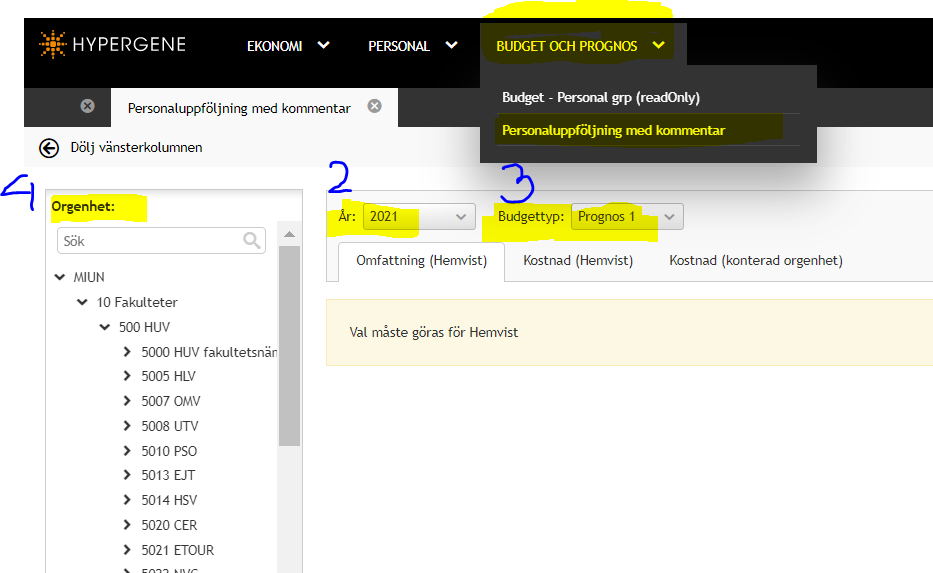 HYPERGENE EKONOMI PERSONAL BUDGET OCH PROGNOS
Budget - Personal grp (readOnly)
Personaluppföljning med kommentar
Personaluppföljning med kommentar
Dölj vänsterkolumnen
4
Orgenhet:
Sök
MIUN
10 Fakulteter
500 HUV
5000 HUV fakultetsnän
5005 HLV
5007 OMV
5008 UTV
5010 PSO
5013 EJT
5014 HSV
5020 CER
5021 ETOUR
2 3
År: 2021 Budgettyp: Prognos 1
Omfattning (Hemvist) Kostnad (Hemvist) Kostnad (konterad orgenhet)
Val måste göras för Hemvist